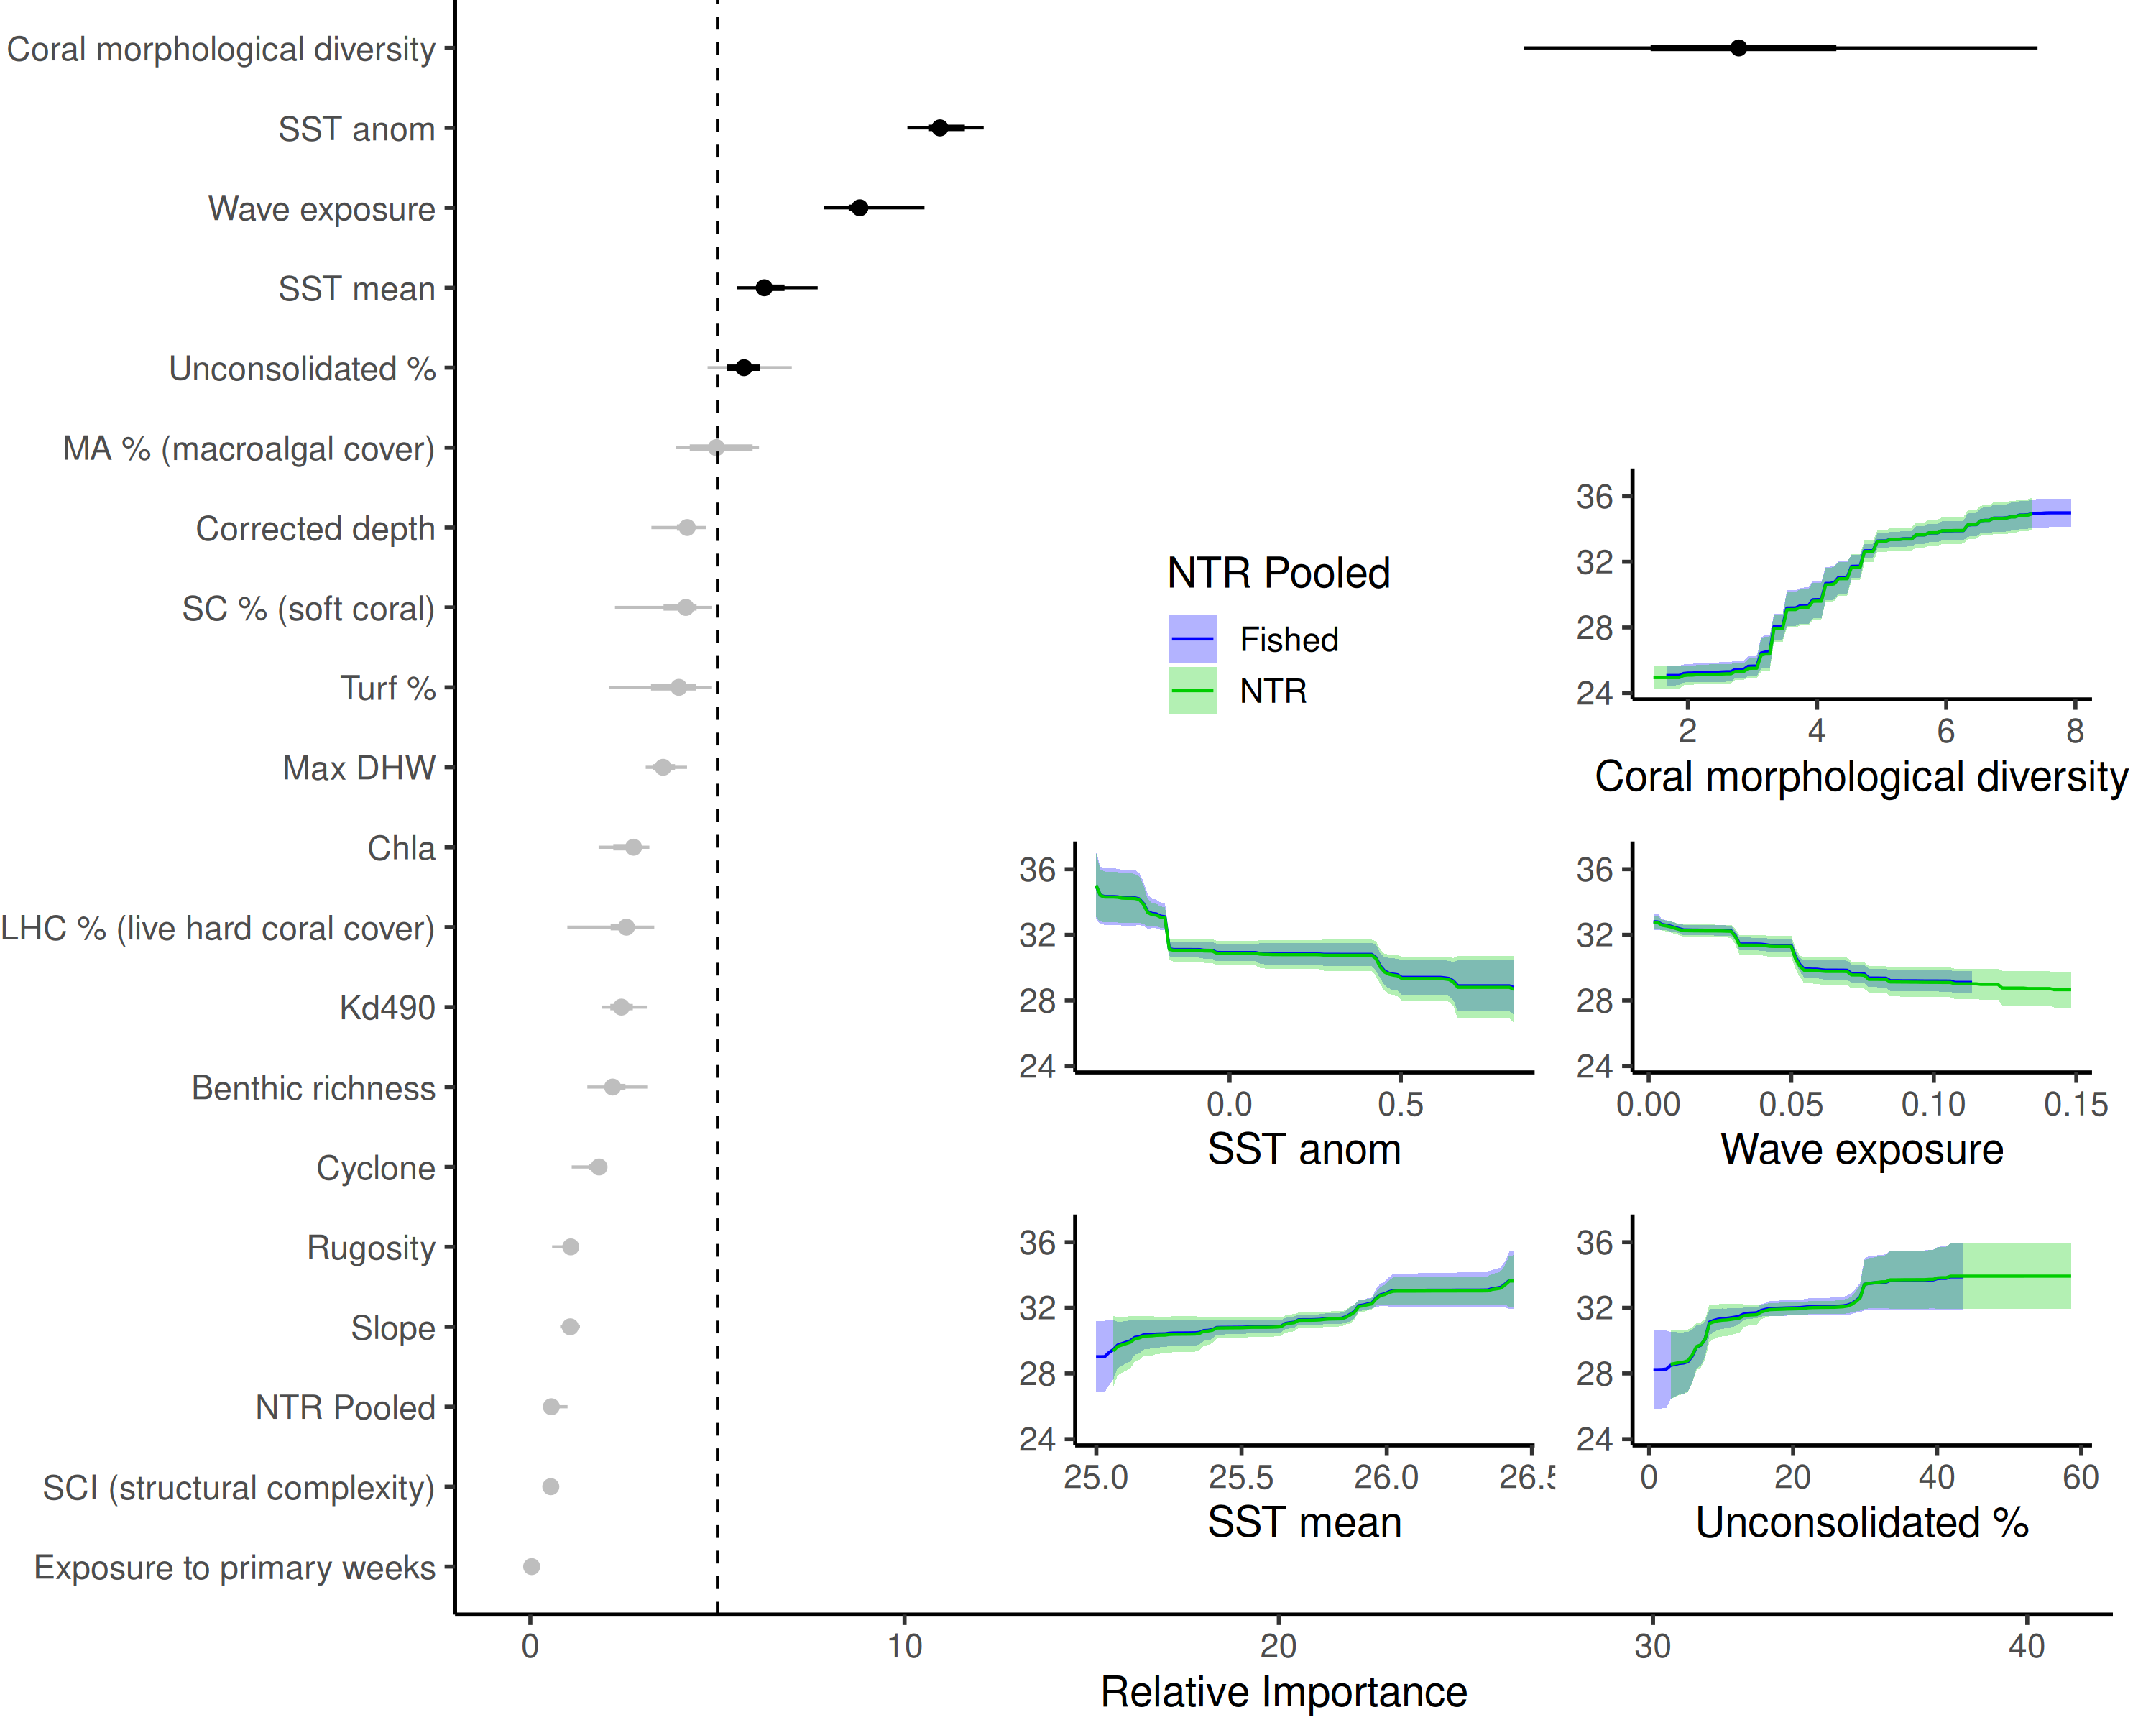 Coral morphological diversity
SST anom
Wave exposure
SST mean
Unconsolidated %
MA % (macroalgal cover)
Corrected depth
SC % (soft coral)
Turf %
Max DHW
Chla
LHC % (live hard coral cover)
Kd490
Benthic richness
Cyclone
Rugosity
Slope
NTR Pooled
SCI (structural complexity)
Exposure to primary weeks
0 10 20 30 40
Relative Importance
NTR Pooled
Fished
NTR
36
32
28
24
2 4 6 8
Coral morphological diversity
36
32
28
24
0.0 0.5
SST anom
36
32
28
24
0.00 0.05 0.10 0.15
Wave exposure
36
32
28
24
25.0 25.5 26.0 26.5
SST mean
36
32
28
24
0 20 40 60
Unconsolidated %